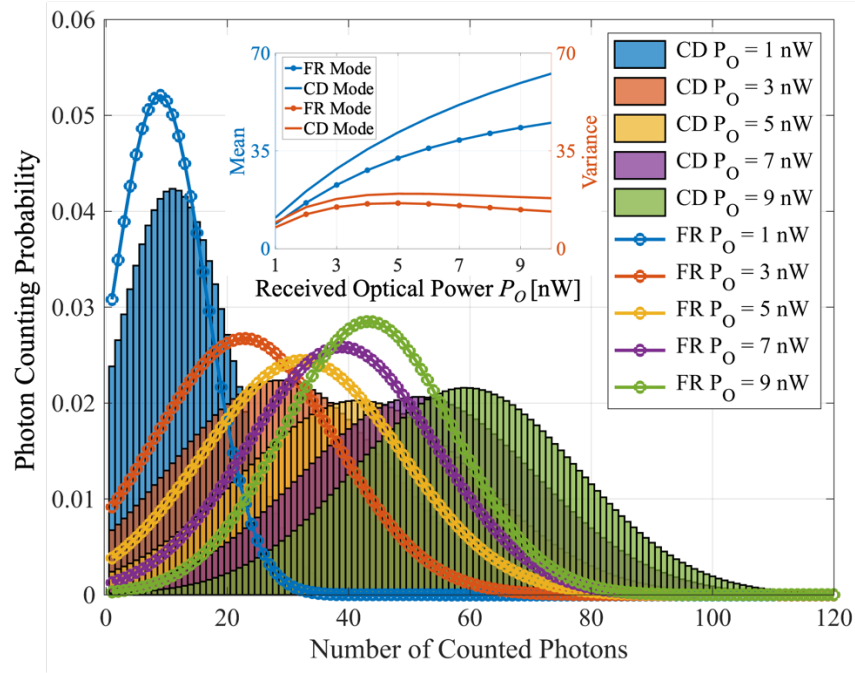 0.06
0.05
0.04
0.03
0.02
0.01
0
Photon Counting Probability
0
20
40
60
80
100
120
Number of Counted Photons
70
35
0
Mean
70
35
0
Variance
1
3
5
7
9
Received Optical Power P_O [nW]
FR Mode
CD Mode
FR Mode
CD Mode
CD P_O = 1 nW
CD P_O = 3 nW
CD P_O = 5 nW
CD P_O = 7 nW
CD P_O = 9 nW
FR P_O = 1 nW
FR P_O = 3 nW
FR P_O = 5 nW
FR P_O = 7 nW
FR P_O = 9 nW